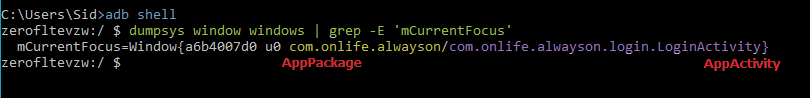 C:\Users\Sid>adb shell
zerofltevzw:/ $ dumpsys window windows | grep -E 'mCurrentFocus'
  mCurrentFocus=Window{a6b4007d0 u0 com.onlife.alwayson/com.onlife.alwayson.login.LoginActivity}
zerofltevzw:/ $
AppPackage AppActivity